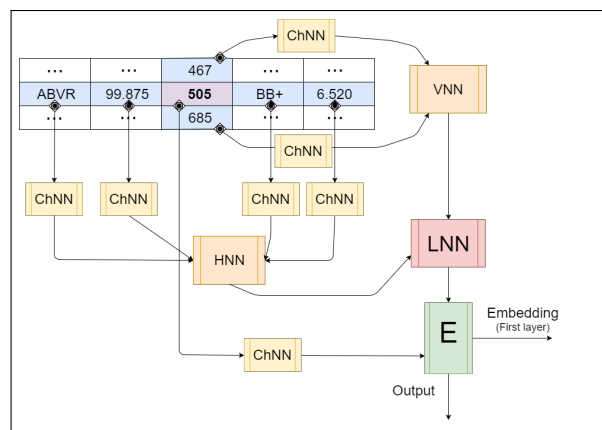 ChNN
... ... 467 ... ...
ABVR 99.875 505 BB+ 6.520
... ... 685 ... ...
VNN
ChNN
ChNN ChNN ChNN ChNN
HNN
LNN
E
Embedding
(First layer)
ChNN
Output